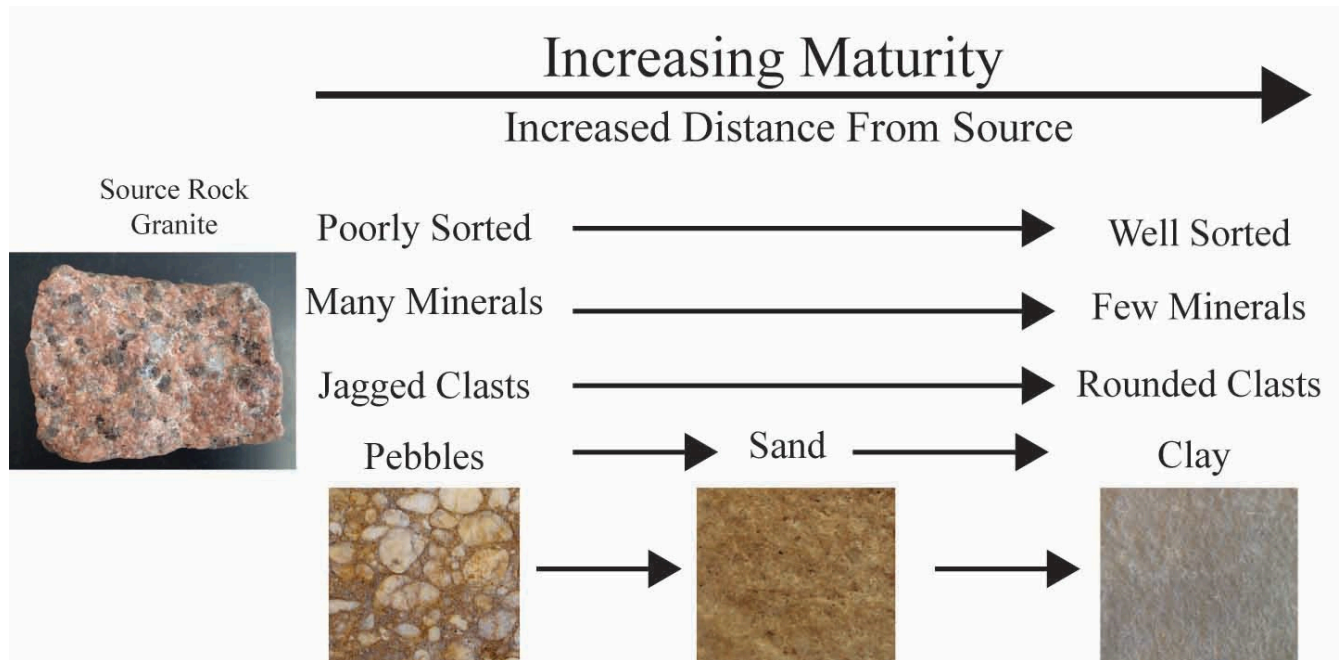 Increasing Maturity
Increased Distance From Source
Source Rock
Granite
Poorly Sorted
Well Sorted
Many Minerals
Few Minerals
Jagged Clasts
Rounded Clasts
Pebbles
Sand
Clay